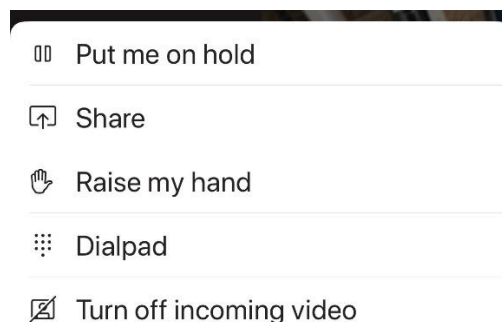 Put me on hold
Share
Raise my hand
Dialpad
Turn off incoming video